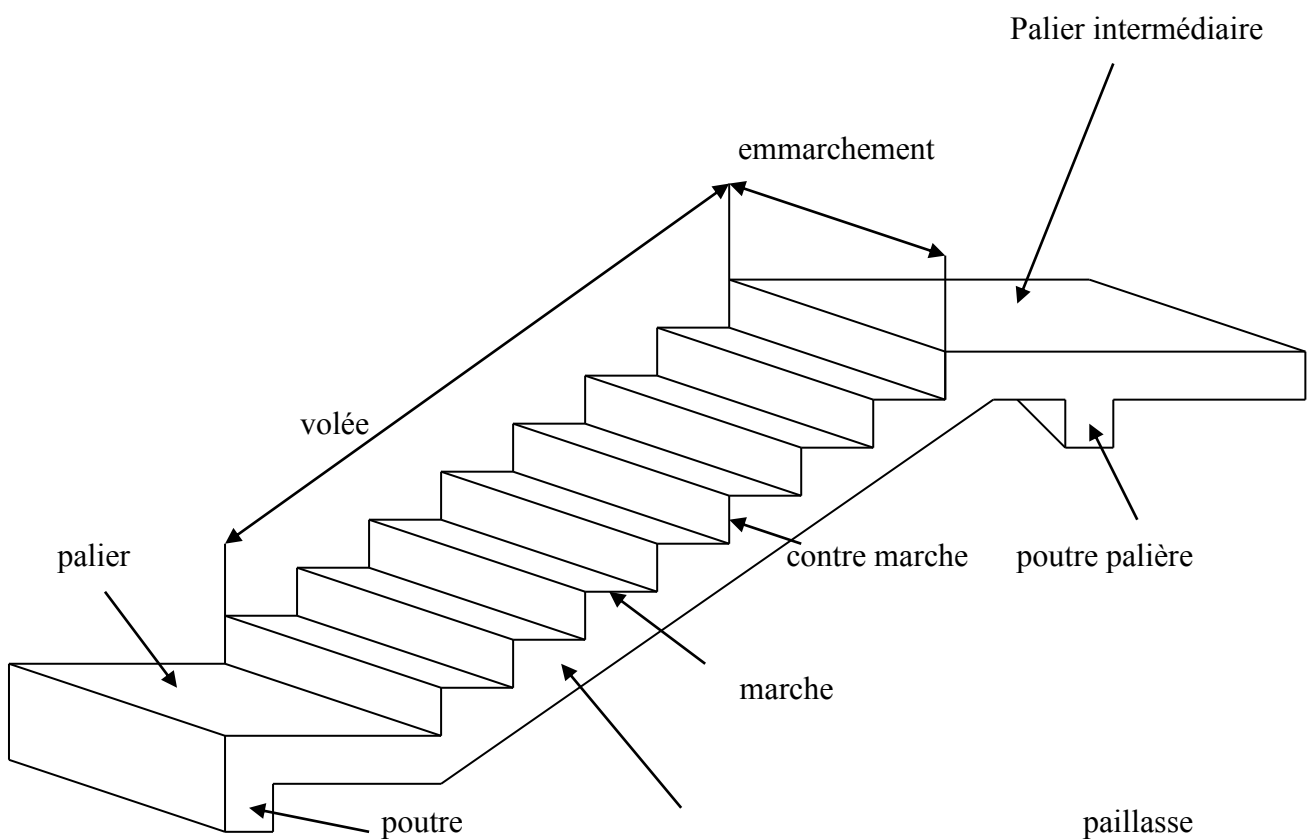 Palier intermédiaire
emmarchement
volée
palier
contre marche
poutre palière
marche
poutre
paillasse